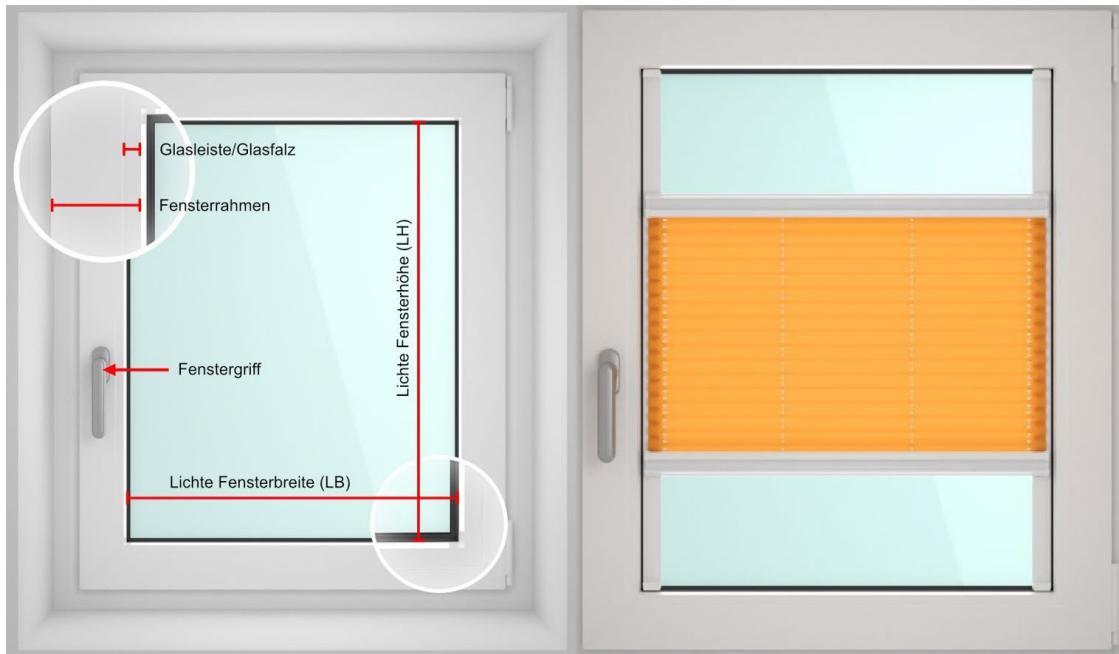 Glasleiste/Glasfalz
Fensterrahmen
Lichte Fensterhöhe (LH)
Fenstergriff
Lichte Fensterbreite (LB)